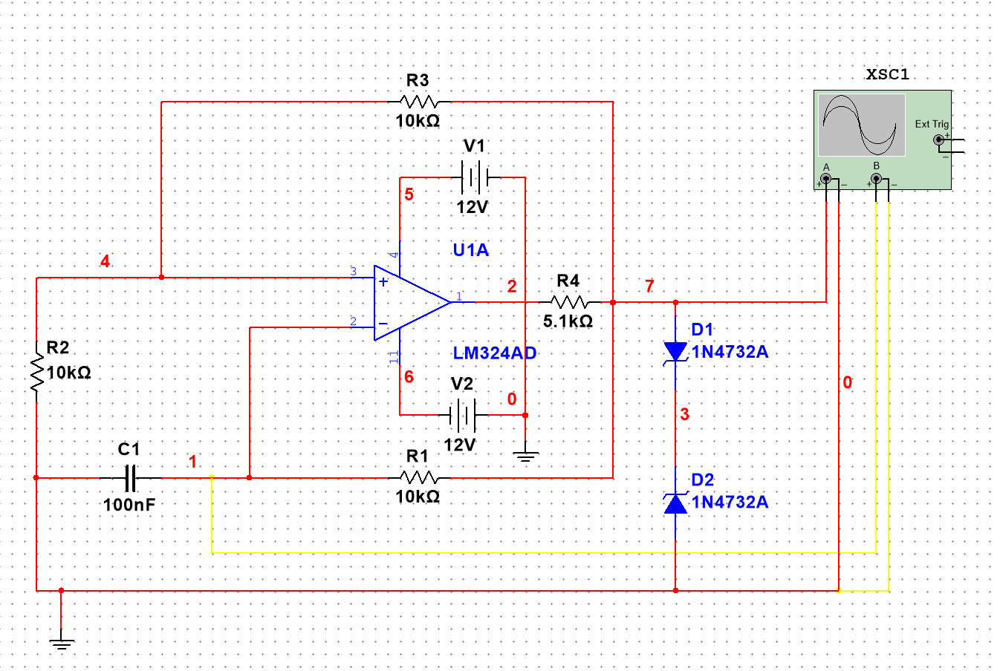 XSC1
Ext Trig
+
_
A
B
+
_
+
_
R3
10kΩ
V1
12V
5
4
U1A
4
3
+
2
_
1
11
2
R4
5.1kΩ
7
D1
1N4732A
LM324AD
R2
10kΩ
6
V2
12V
0
0
3
C1
100nF
1
R1
10kΩ
D2
1N4732A